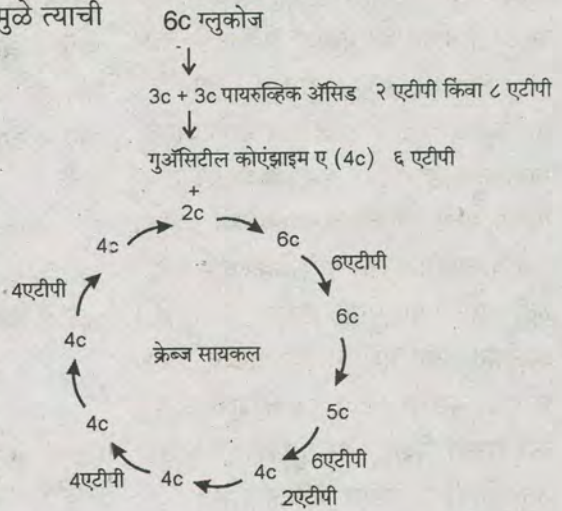 मुळे त्याची
6c ग्लुकोज
3c + 3c पायरुव्हिक ॲसिड २ एटीपी किंवा ८ एटीपी
गुॲसिटील कोएंझाइम ए (4c) ६ एटीपी
+
2c
4c
6c
6एटीपी
4एटीपी
6c
4c
क्रेब्ज सायकल
5c
4c
6एटीपी
4एटीपी
4c
4c
2एटीपी